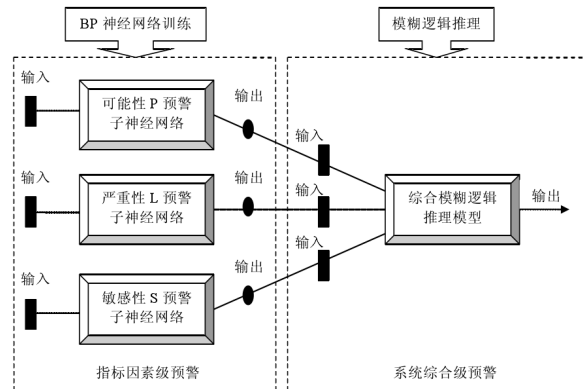 BP 神经网络训练
模糊逻辑推理
输入
可能性 P 预警
子神经网络
输出
输入
输入
严重性 L 预警
子神经网络
输出
输入
综合模糊逻辑
推理模型
输出
输入
敏感性 S 预警
子神经网络
输出
输入
指标因素级预警
系统综合级预警